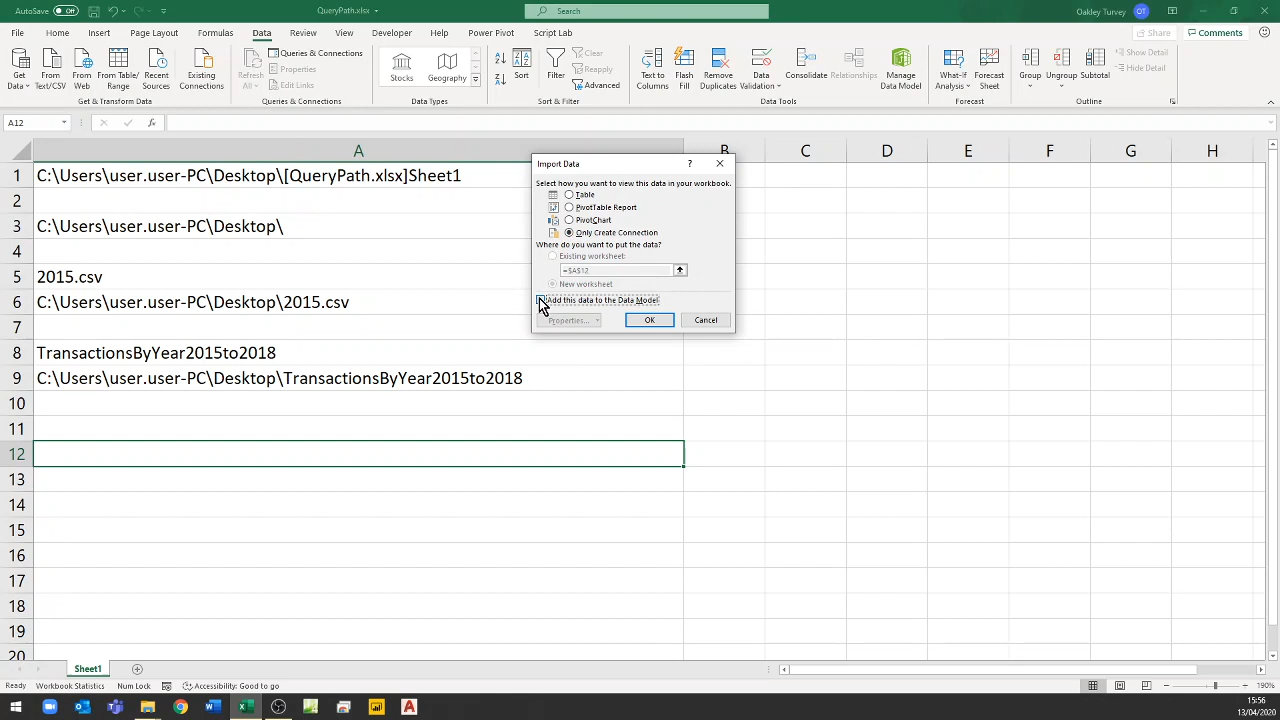 AutoSave Off
QueryPath.xlsx
Search
Oakley Turvey OT
File Home Insert Page Layout Formulas Data Review View Developer Help Power Pivot Script Lab
Share Comments
Get Data
From Text/CSV
From Web
From Table/ Range
Recent Sources
Existing Connections
Get & Transform Data
Refresh All
Queries & Connections
Properties
Edit Links
Queries & Connections
Stocks
Geography
Data Types
Sort
Filter
Clear
Reapply
Advanced
Sort & Filter
Text to Columns
Flash Fill
Remove Duplicates
Data Validation
Consolidate
Relationships
Manage Data Model
Data Tools
What-If Analysis
Forecast Sheet
Forecast
Group
Ungroup
Subtotal
Show Detail
Hide Detail
Outline
A12
fx
A B C D E F G H
1 C:\Users\user.user-PC\Desktop\[QueryPath.xlsx]Sheet1
2
3 C:\Users\user.user-PC\Desktop\
4
5 2015.csv
6 C:\Users\user.user-PC\Desktop\2015.csv
7
8 TransactionsByYear2015to2018
9 C:\Users\user.user-PC\Desktop\TransactionsByYear2015to2018
10
11
12
13
14
15
16
17
18
19
20
Import Data ?
Select how you want to view this data in your workbook.
Table
PivotTable Report
PivotChart
Only Create Connection
Where do you want to put the data?
Existing worksheet:
=$A$12
New worksheet
Add this data to the Data Model
Properties...
OK
Cancel
Sheet1
Ready Workbook Statistics Num Lock Accessibility: Good to go
190%
15:56
13/04/2020